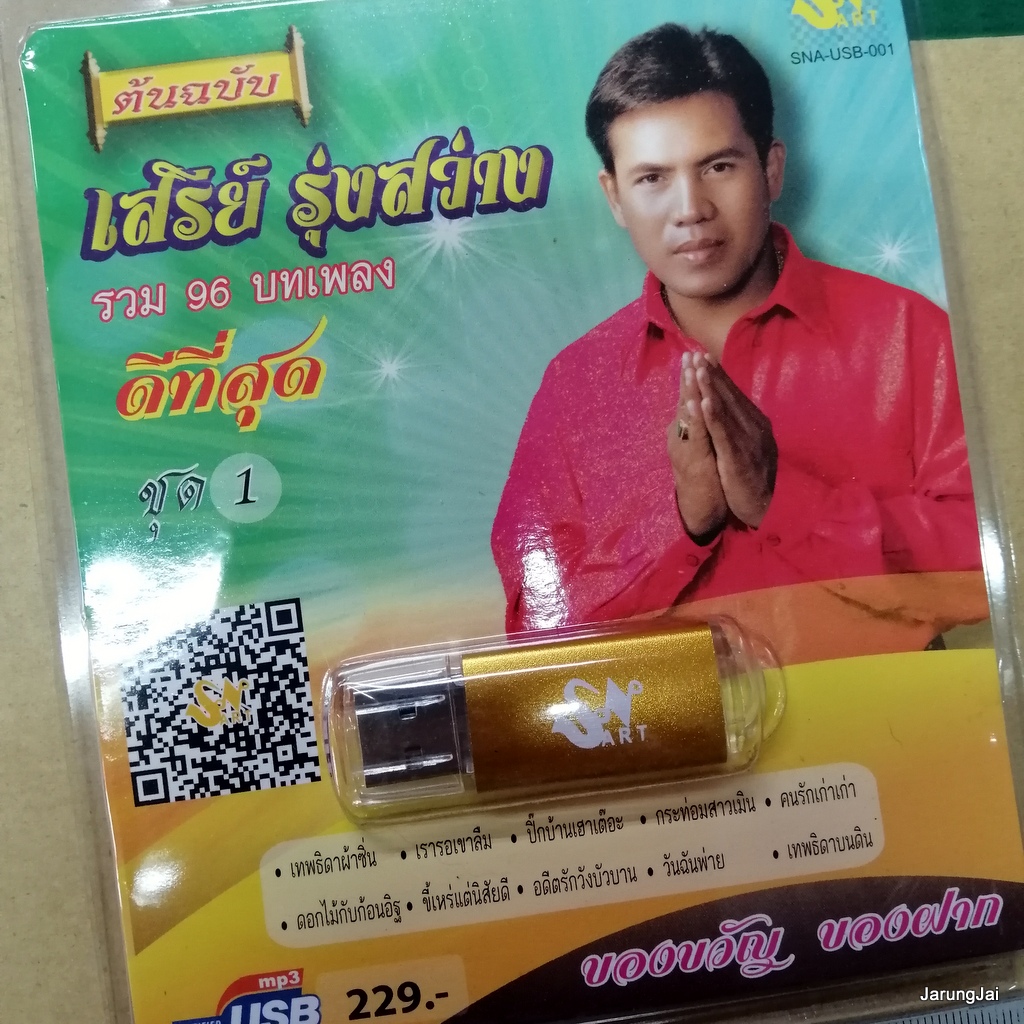 ART
SNA-USB-001
ต้นฉบับ
เสรีย์ รุ่งสว่าง
รวม 96 บทเพลง
ดีที่สุด
ชุด 1
SN ART
SN ART
• เทพธิดาผ้าซิ่น • เรารอเขาลืม • ปิ๊กบ้านเฮาเต๊อะ • กระท่อมสาวเมิน • คนรักเก่าเก่า
• ดอกไม้กับก้อนอิฐ • ขี้เหร่แต่นิสัยดี • อดีตรักวังบัวบาน • วันฉันพ่าย • เทพธิดาบนดิน
ของขวัญ ของฝาก
mp3
USB
229.-
JarungJai